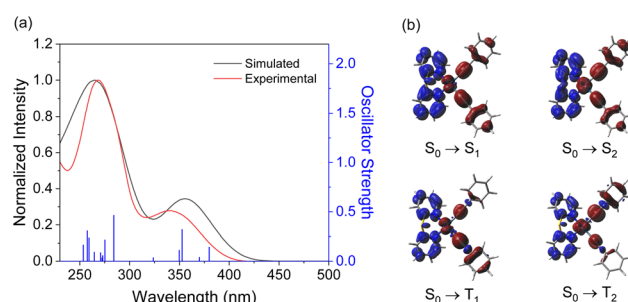 (a)
1.2
1.0
0.8
0.6
0.4
0.2
0.0
Normalized Intensity
Simulated
Experimental
2.0
1.5
1.0
0.5
0.0
Oscillator Strength
250 300 350 400 450 500
Wavelength (nm)
(b)
S0 → S1
S0 → S2
S0 → T1
S0 → T2